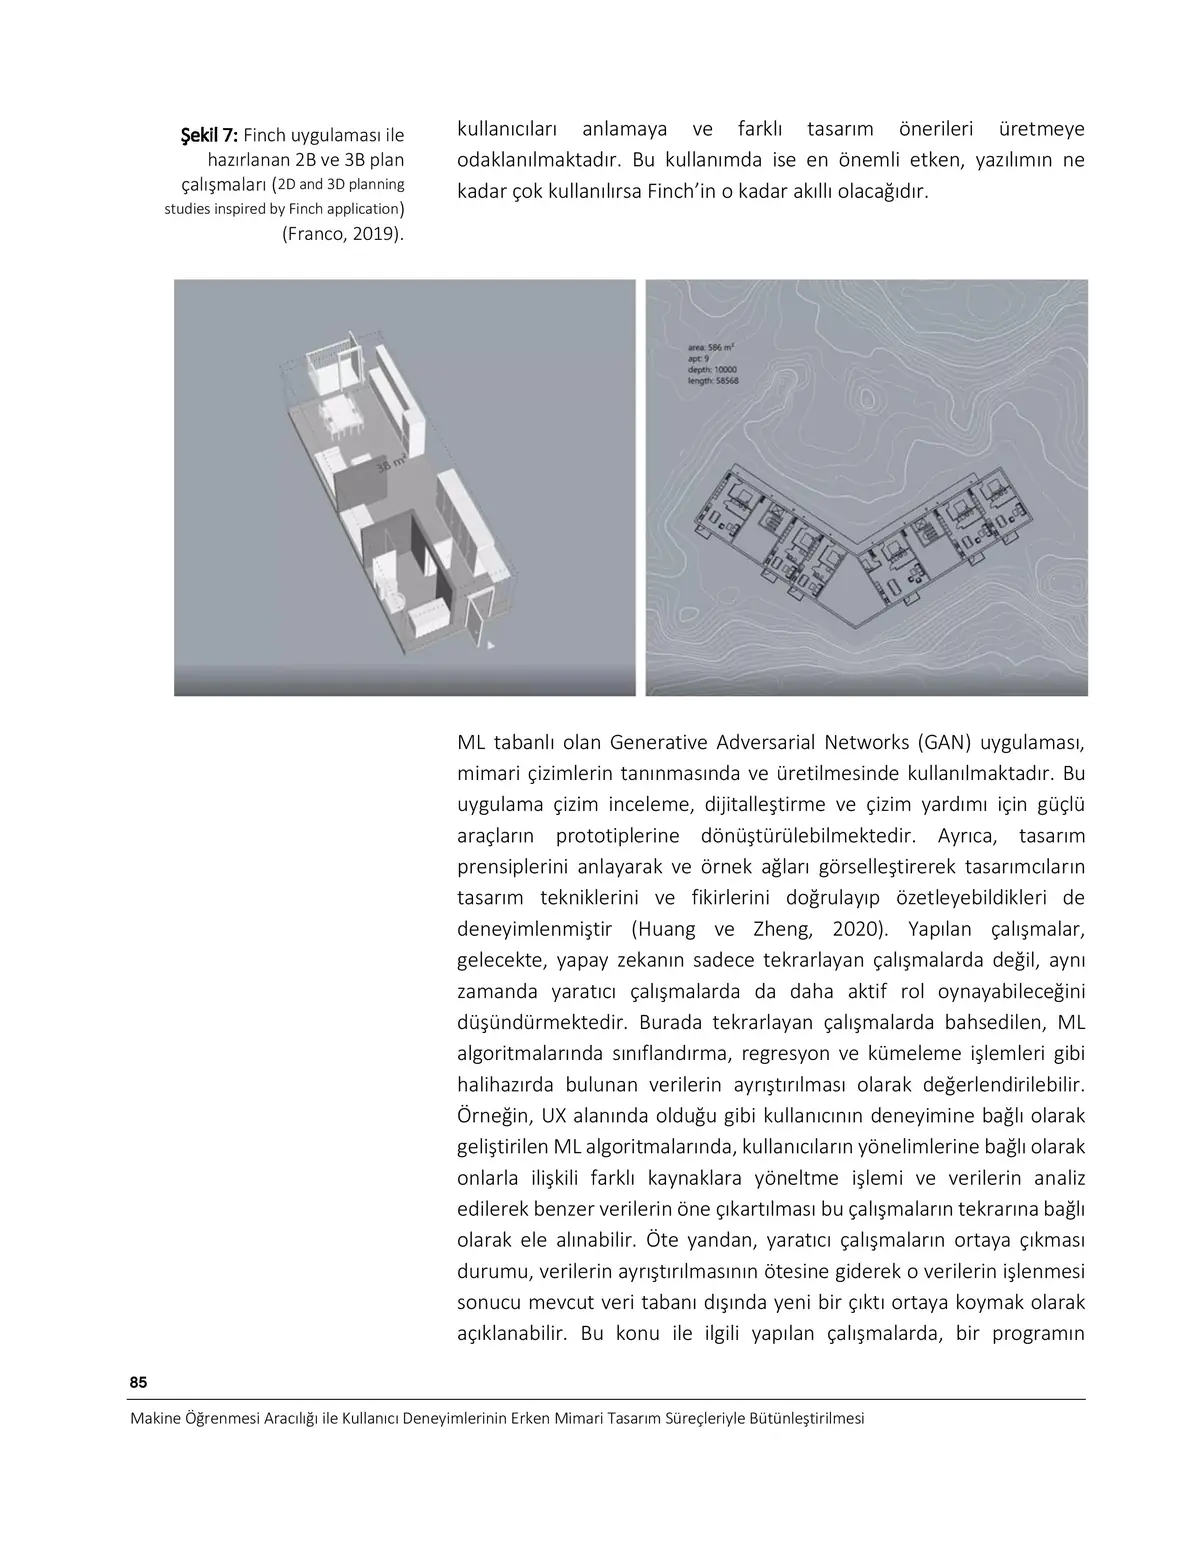 Şekil 7: Finch uygulaması ile
hazırlanan 2B ve 3B plan
çalışmaları (2D and 3D planning
studies inspired by Finch application)
(Franco, 2019).
kullanıcıları anlamaya ve farklı tasarım önerileri üretmeye
odaklanılmaktadır. Bu kullanımda ise en önemli etken, yazılımın ne
kadar çok kullanılırsa Finch’in o kadar akıllı olacağıdır.
38 m²
area: 586 m²
apt: 9
depth: 10000
length: 58568
ML tabanlı olan Generative Adversarial Networks (GAN) uygulaması,
mimari çizimlerin tanınmasında ve üretilmesinde kullanılmaktadır. Bu
uygulama çizim inceleme, dijitalleştirme ve çizim yardımı için güçlü
araçların prototiplerine dönüştürülebilmektedir. Ayrıca, tasarım
prensiplerini anlayarak ve örnek ağları görselleştirerek tasarımcıların
tasarım tekniklerini ve fikirlerini doğrulayıp özetleyebildikleri de
deneyimlenmiştir (Huang ve Zheng, 2020). Yapılan çalışmalar,
gelecekte, yapay zekanın sadece tekrarlayan çalışmalarda değil, aynı
zamanda yaratıcı çalışmalarda da daha aktif rol oynayabileceğini
düşündürmektedir. Burada tekrarlayan çalışmalarda bahsedilen, ML
algoritmalarında sınıflandırma, regresyon ve kümeleme işlemleri gibi
halihazırda bulunan verilerin ayrıştırılması olarak değerlendirilebilir.
Örneğin, UX alanında olduğu gibi kullanıcının deneyimine bağlı olarak
geliştirilen ML algoritmalarında, kullanıcıların yönelimlerine bağlı olarak
onlarla ilişkili farklı kaynaklara yöneltme işlemi ve verilerin analiz
edilerek benzer verilerin öne çıkartılması bu çalışmaların tekrarına bağlı
olarak ele alınabilir. Öte yandan, yaratıcı çalışmaların ortaya çıkması
durumu, verilerin ayrıştırılmasının ötesine giderek o verilerin işlenmesi
sonucu mevcut veri tabanı dışında yeni bir çıktı ortaya koymak olarak
açıklanabilir. Bu konu ile ilgili yapılan çalışmalarda, bir programın
85
Makine Öğrenmesi Aracılığı ile Kullanıcı Deneyimlerinin Erken Mimari Tasarım Süreçleriyle Bütünleştirilmesi